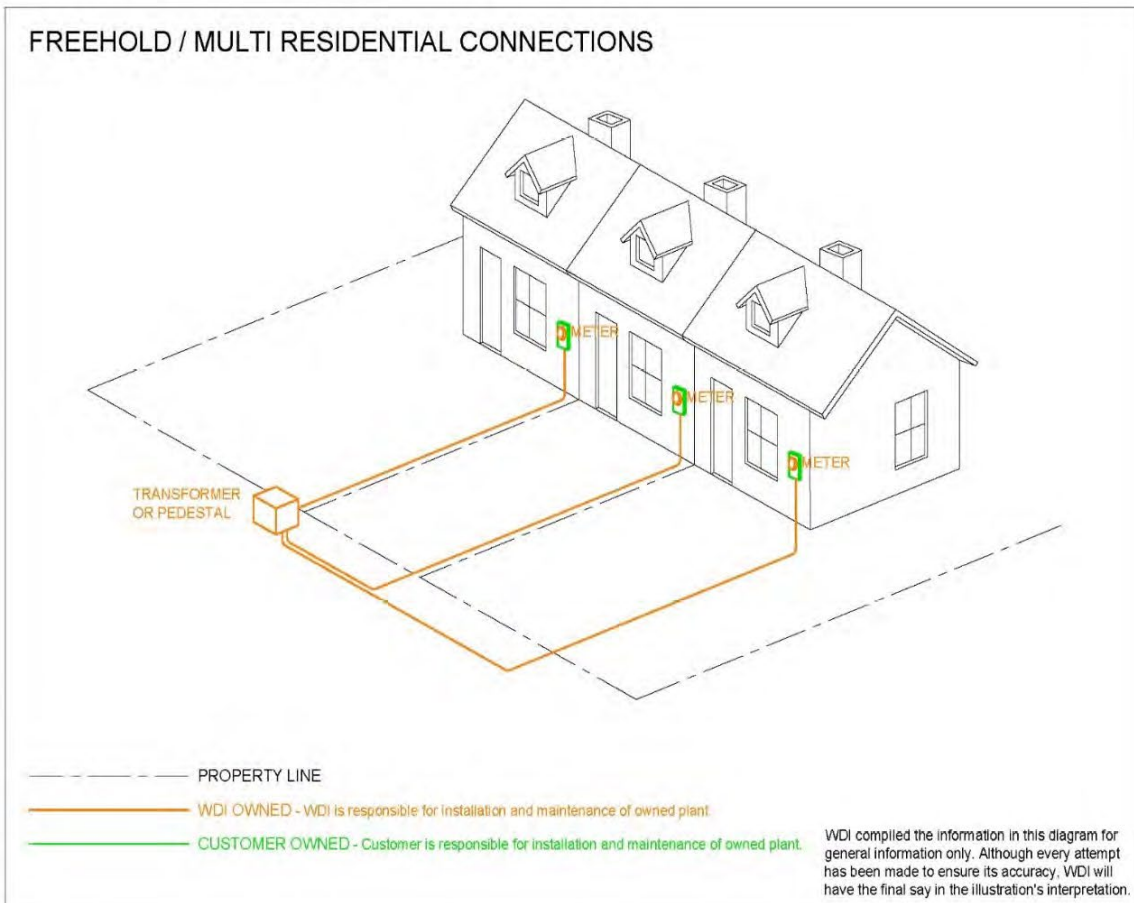 FREEHOLD / MULTI RESIDENTIAL CONNECTIONS
METER
METER
METER
TRANSFORMER
OR PEDESTAL
PROPERTY LINE
WDI OWNED - WDI is responsible for installation and maintenance of owned plant
CUSTOMER OWNED - Customer is responsible for installation and maintenance of owned plant.
WDI compiled the information in this diagram for
general information only. Although every attempt
has been made to ensure its accuracy, WDI will
have the final say in the illustration's interpretation.